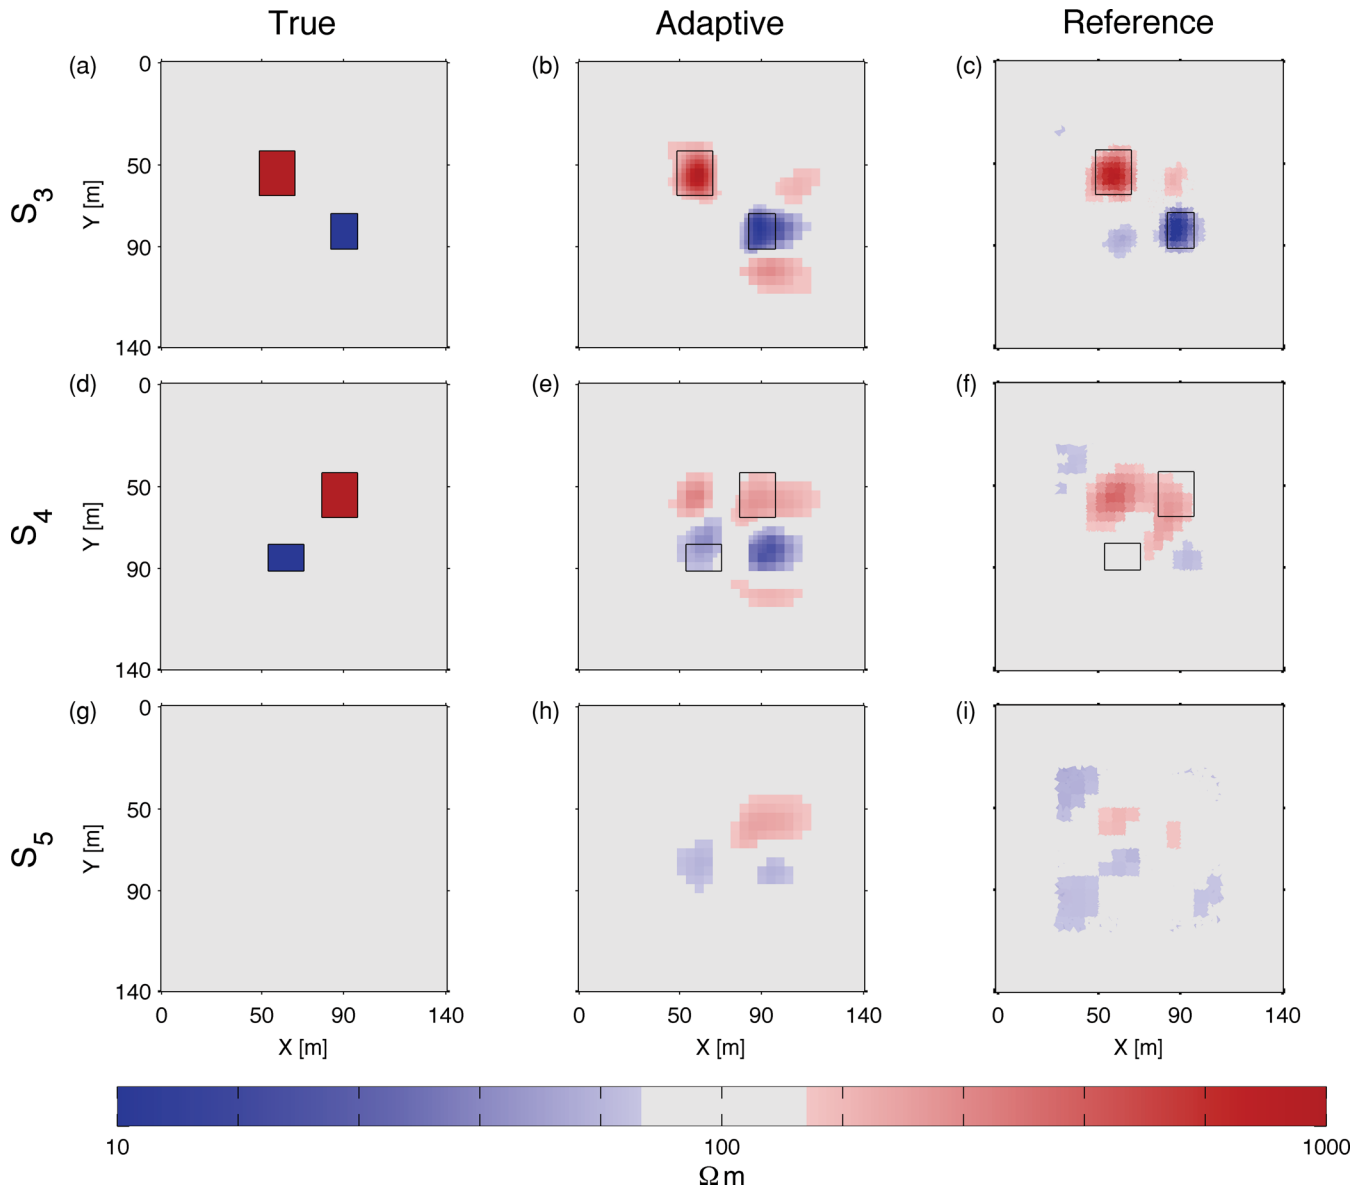 True Adaptive Reference
(a) (b) (c)
0
50
90
140
Y [m]
S3
(d) (e) (f)
0
50
90
140
Y [m]
S4
(g) (h) (i)
0
50
90
140
Y [m]
S5
0 50 90 140 0 50 90 140 0 50 90 140
X [m] X [m] X [m]
10 100 1000
Ωm